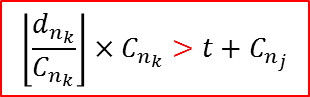 ⌊d_{n_k}/C_{n_k}⌋ × C_{n_k} > t + C_{n_j}